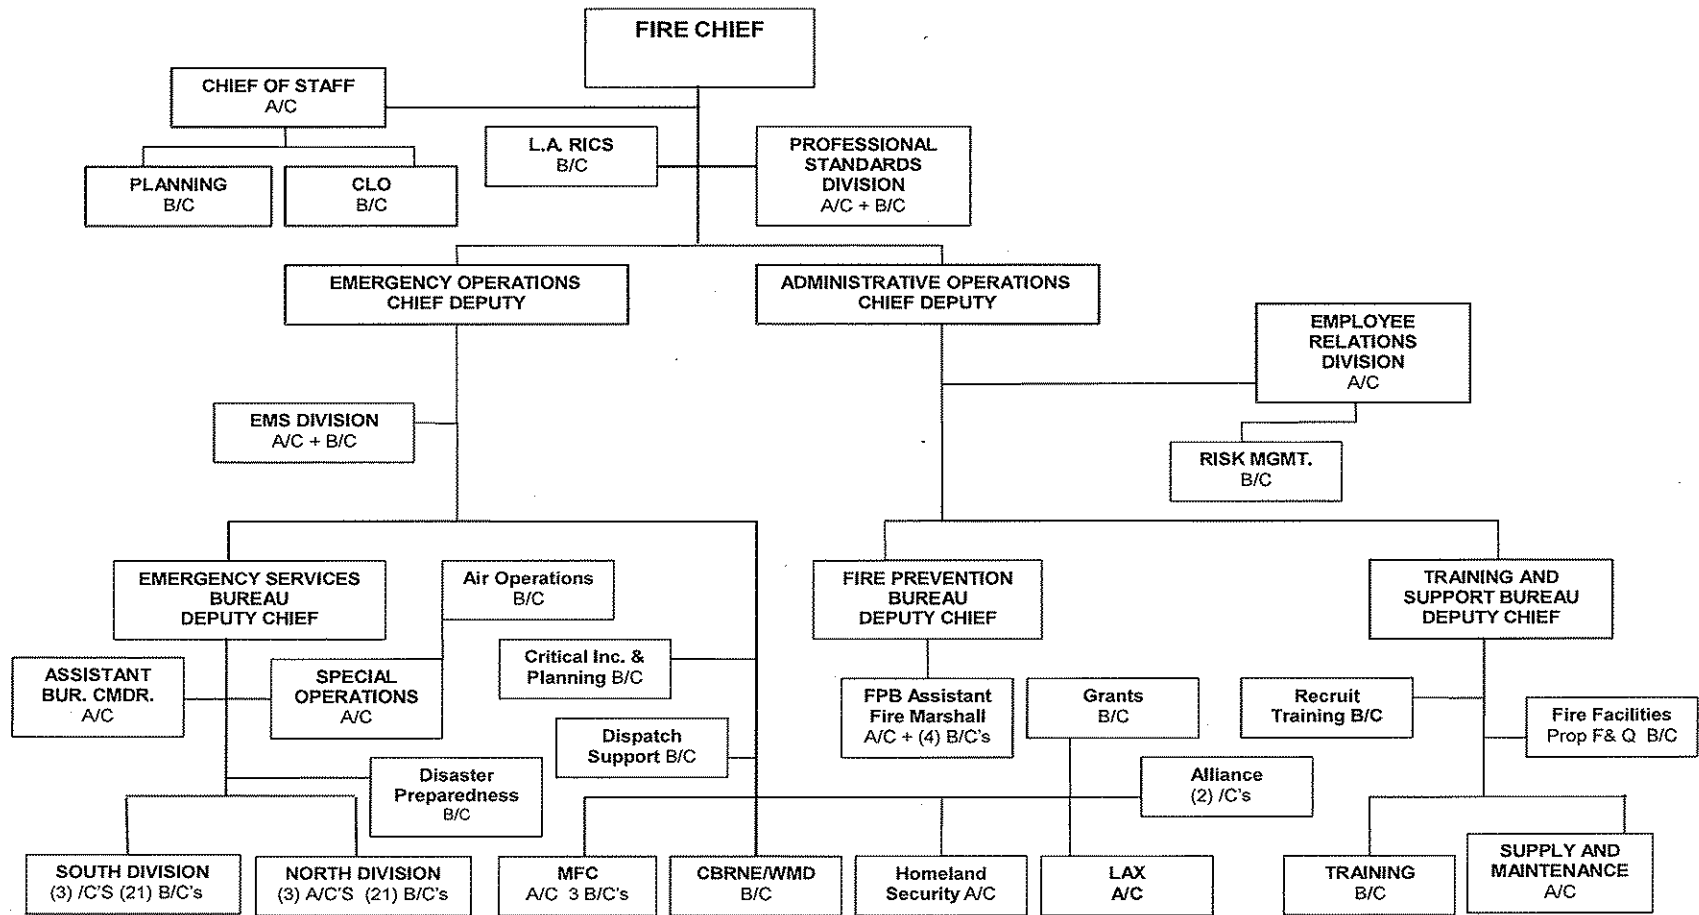 FIRE CHIEF
CHIEF OF STAFF
A/C
L.A. RICS
B/C
PROFESSIONAL
STANDARDS
DIVISION
A/C + B/C
PLANNING
B/C
CLO
B/C
EMERGENCY OPERATIONS
CHIEF DEPUTY
ADMINISTRATIVE OPERATIONS
CHIEF DEPUTY
EMPLOYEE
RELATIONS
DIVISION
A/C
EMS DIVISION
A/C + B/C
RISK MGMT.
B/C
EMERGENCY SERVICES
BUREAU
DEPUTY CHIEF
Air Operations
B/C
FIRE PREVENTION
BUREAU
DEPUTY CHIEF
TRAINING AND
SUPPORT BUREAU
DEPUTY CHIEF
ASSISTANT
BUR. CMDR.
A/C
SPECIAL
OPERATIONS
A/C
Critical Inc. &
Planning B/C
FPB Assistant
Fire Marshall
A/C + (4) B/C's
Grants
B/C
Recruit
Training B/C
Fire Facilities
Prop F& Q B/C
Dispatch
Support B/C
Disaster
Preparedness
B/C
Alliance
(2) /C's
SOUTH DIVISION
(3) /C'S (21) B/C's
NORTH DIVISION
(3) A/C'S (21) B/C's
MFC
A/C 3 B/C's
CBRNE/WMD
B/C
Homeland
Security A/C
LAX
A/C
TRAINING
B/C
SUPPLY AND
MAINTENANCE
A/C